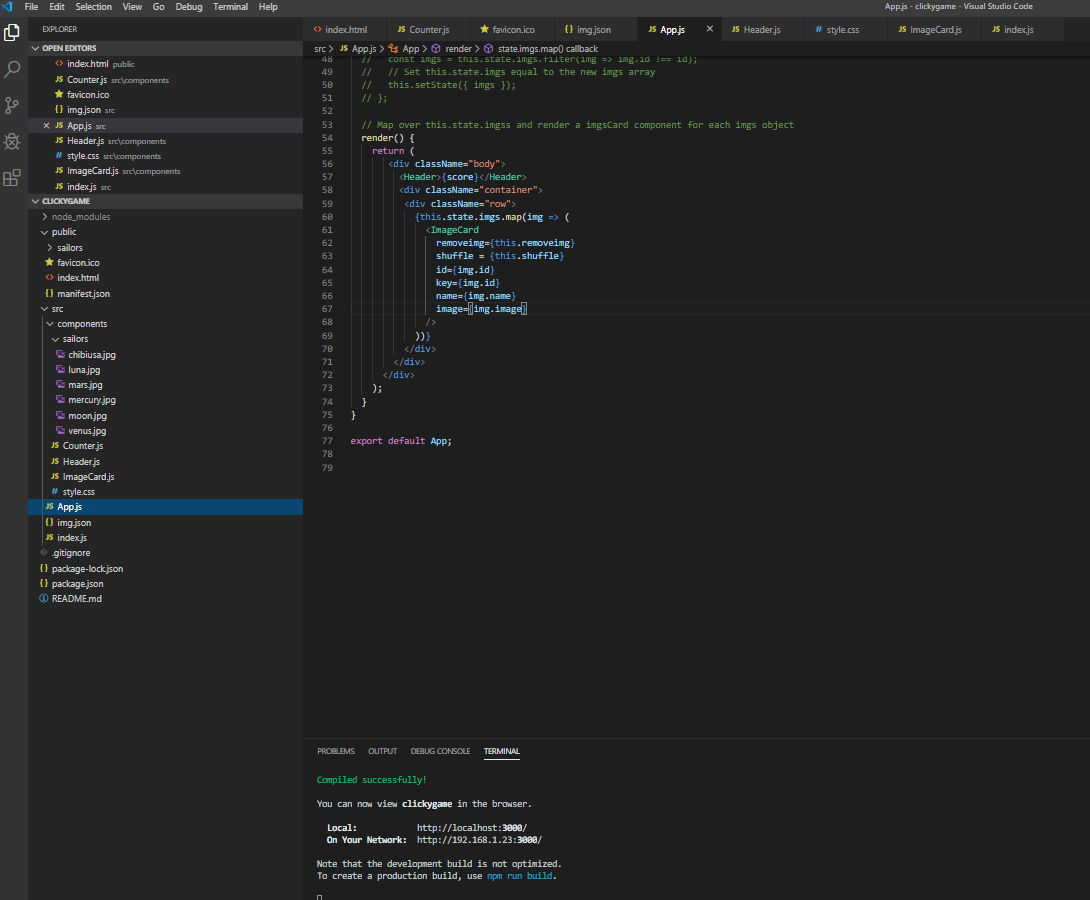 File Edit Selection View Go Debug Terminal Help
App.js - clickygame - Visual Studio Code
EXPLORER
OPEN EDITORS
index.html public
Counter.js src\components
favicon.ico
img.json src
App.js src
Header.js src\components
style.css src\components
ImageCard.js src\components
index.js src
CLICKYGAME
node_modules
public
sailors
favicon.ico
index.html
manifest.json
src
components
sailors
chibiusa.jpg
luna.jpg
mars.jpg
mercury.jpg
moon.jpg
venus.jpg
Counter.js
Header.js
ImageCard.js
style.css
App.js
img.json
index.js
.gitignore
package-lock.json
package.json
README.md
index.html Counter.js favicon.ico img.json App.js Header.js style.css ImageCard.js index.js
src > App.js > App > render > state.imgs.map() callback
48 // const imgs = this.state.imgs.filter(img => img.id !== id);
49 // // Set this.state.imgs equal to the new imgs array
50 // this.setState({ imgs });
51 // };
52
53 // Map over this.state.imgss and render a imgsCard component for each imgs object
54 render() {
55 return (
56 <div className="body">
57 <Header>{score}</Header>
58 <div className="container">
59 <div className="row">
60 {this.state.imgs.map(img => (
61 <ImageCard
62 removeimg={this.removeimg}
63 shuffle = {this.shuffle}
64 id={img.id}
65 key={img.id}
66 name={img.name}
67 image={img.image}
68 />
69 ))}
70 </div>
71 </div>
72 </div>
73 );
74 }
75 }
76
77 export default App;
78
79
PROBLEMS OUTPUT DEBUG CONSOLE TERMINAL
Compiled successfully!
You can now view clickygame in the browser.
Local: http://localhost:3000/
On Your Network: http://192.168.1.23:3000/
Note that the development build is not optimized.
To create a production build, use npm run build.